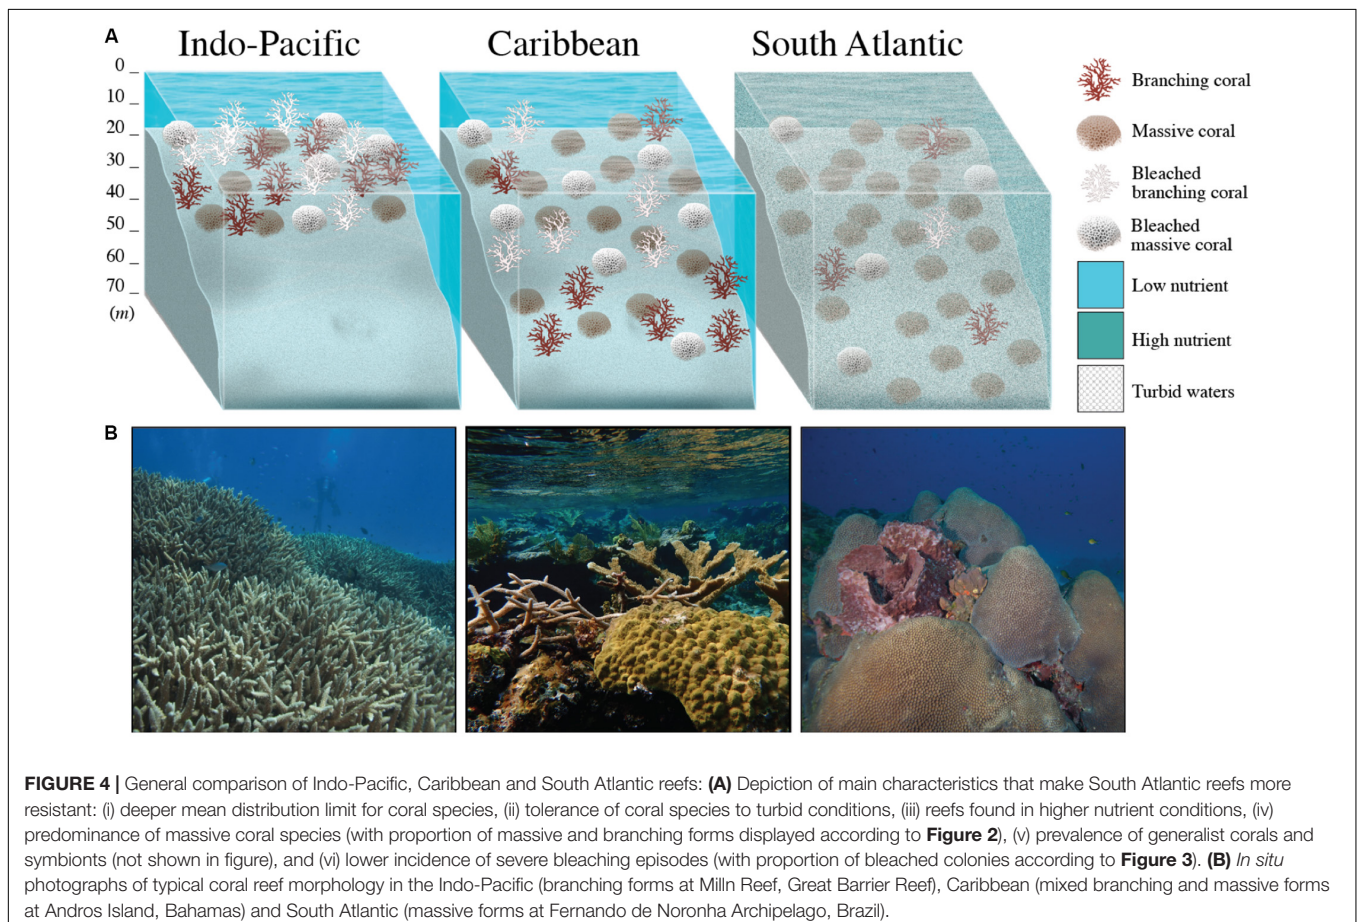 A
Indo-Pacific
Caribbean
South Atlantic
0
10
20
30
40
50
60
70
(m)
Branching coral
Massive coral
Bleached
branching coral
Bleached
massive coral
Low nutrient
High nutrient
Turbid waters
B
FIGURE 4 | General comparison of Indo-Pacific, Caribbean and South Atlantic reefs: (A) Depiction of main characteristics that make South Atlantic reefs more
resistant: (i) deeper mean distribution limit for coral species, (ii) tolerance of coral species to turbid conditions, (iii) reefs found in higher nutrient conditions, (iv)
predominance of massive coral species (with proportion of massive and branching forms displayed according to Figure 2), (v) prevalence of generalist corals and
symbionts (not shown in figure), and (vi) lower incidence of severe bleaching episodes (with proportion of bleached colonies according to Figure 3). (B) In situ
photographs of typical coral reef morphology in the Indo-Pacific (branching forms at Milln Reef, Great Barrier Reef), Caribbean (mixed branching and massive forms
at Andros Island, Bahamas) and South Atlantic (massive forms at Fernando de Noronha Archipelago, Brazil).